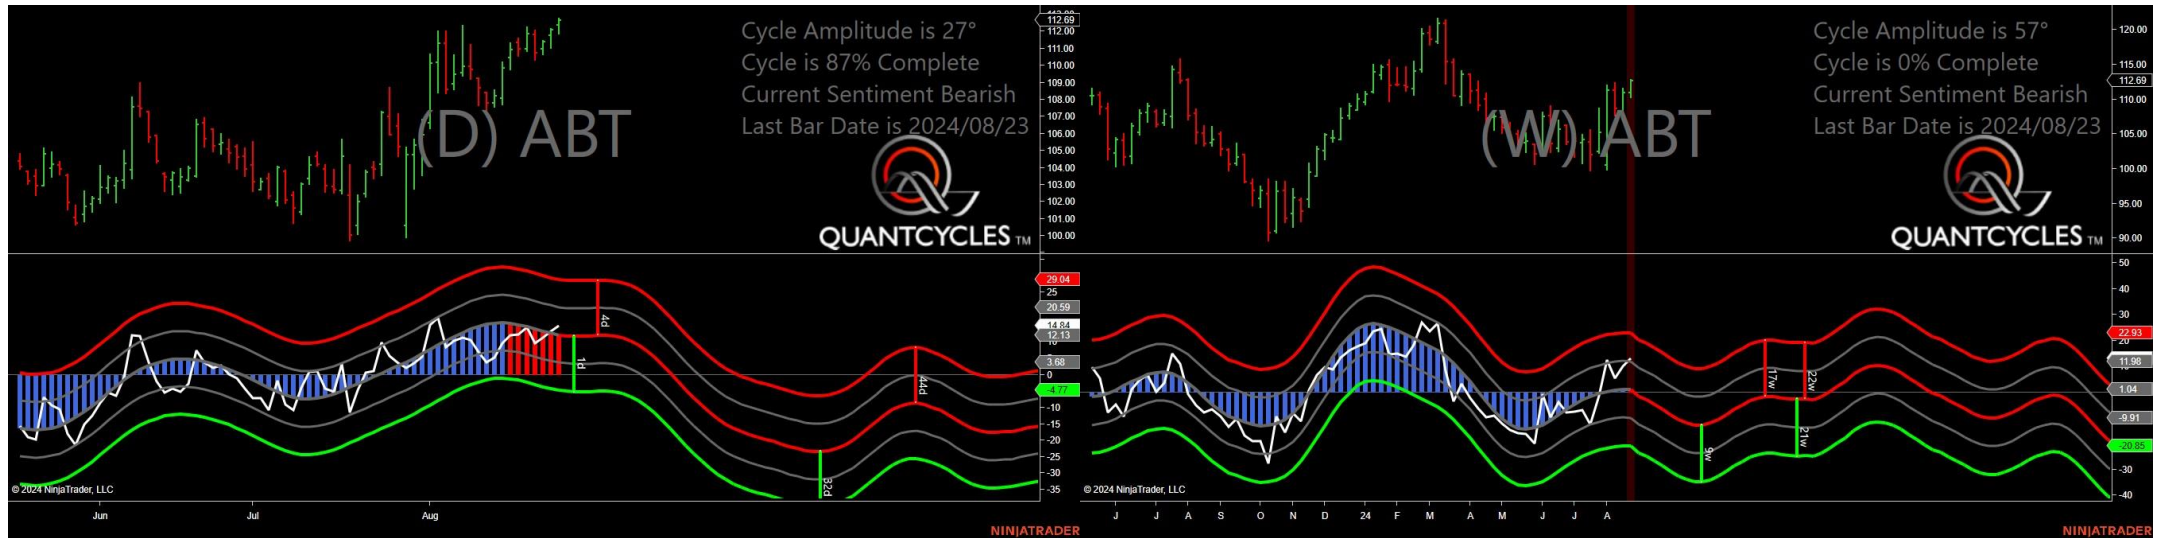 Cycle Amplitude is 27°
Cycle is 87% Complete
Current Sentiment Bearish
Last Bar Date is 2024/08/23
(D) ABT
QUANTCYCLES TM
112.69
112.00
111.00
110.00
109.00
108.00
107.00
106.00
105.00
104.00
103.00
102.00
101.00
100.00
29.04
25
20.59
14.84
12.13
3.68
0
-4.77
-10
-15
-20
-25
-30
-35
4d
1d
44d
32d
© 2024 NinjaTrader, LLC
Jun Jul Aug
NINJATRADER
Cycle Amplitude is 57°
Cycle is 0% Complete
Current Sentiment Bearish
Last Bar Date is 2024/08/23
(W) ABT
QUANTCYCLES TM
120.00
115.00
112.69
110.00
105.00
100.00
95.00
90.00
50
40
30
22.93
20
11.98
1.04
-9.91
-20.85
-30
-40
17w
22w
9w
21w
© 2024 NinjaTrader, LLC
J J A S O N D 24 F M A M J J A
NINJATRADER